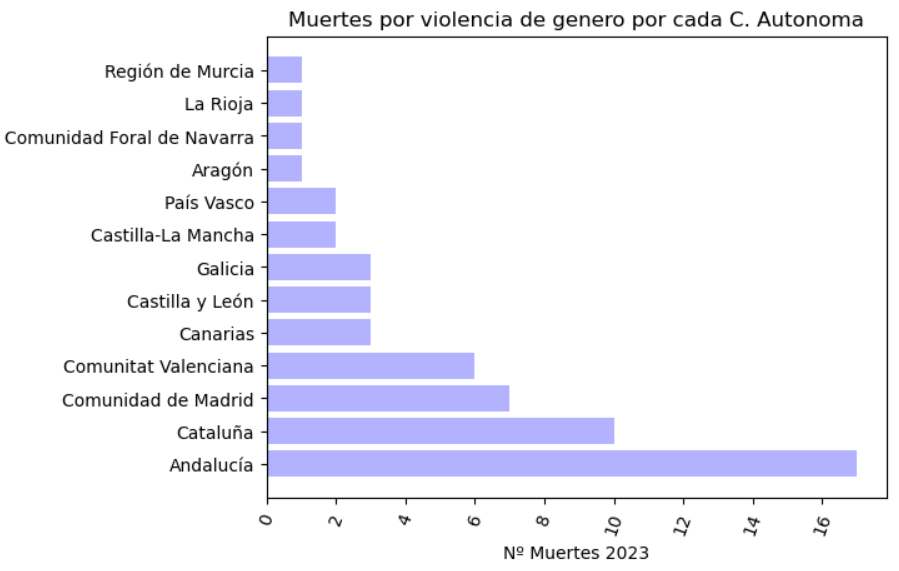 Muertes por violencia de genero por cada C. Autonoma
Región de Murcia
La Rioja
Comunidad Foral de Navarra
Aragón
País Vasco
Castilla-La Mancha
Galicia
Castilla y León
Canarias
Comunitat Valenciana
Comunidad de Madrid
Cataluña
Andalucía
0 2 4 6 8 10 12 14 16
Nº Muertes 2023